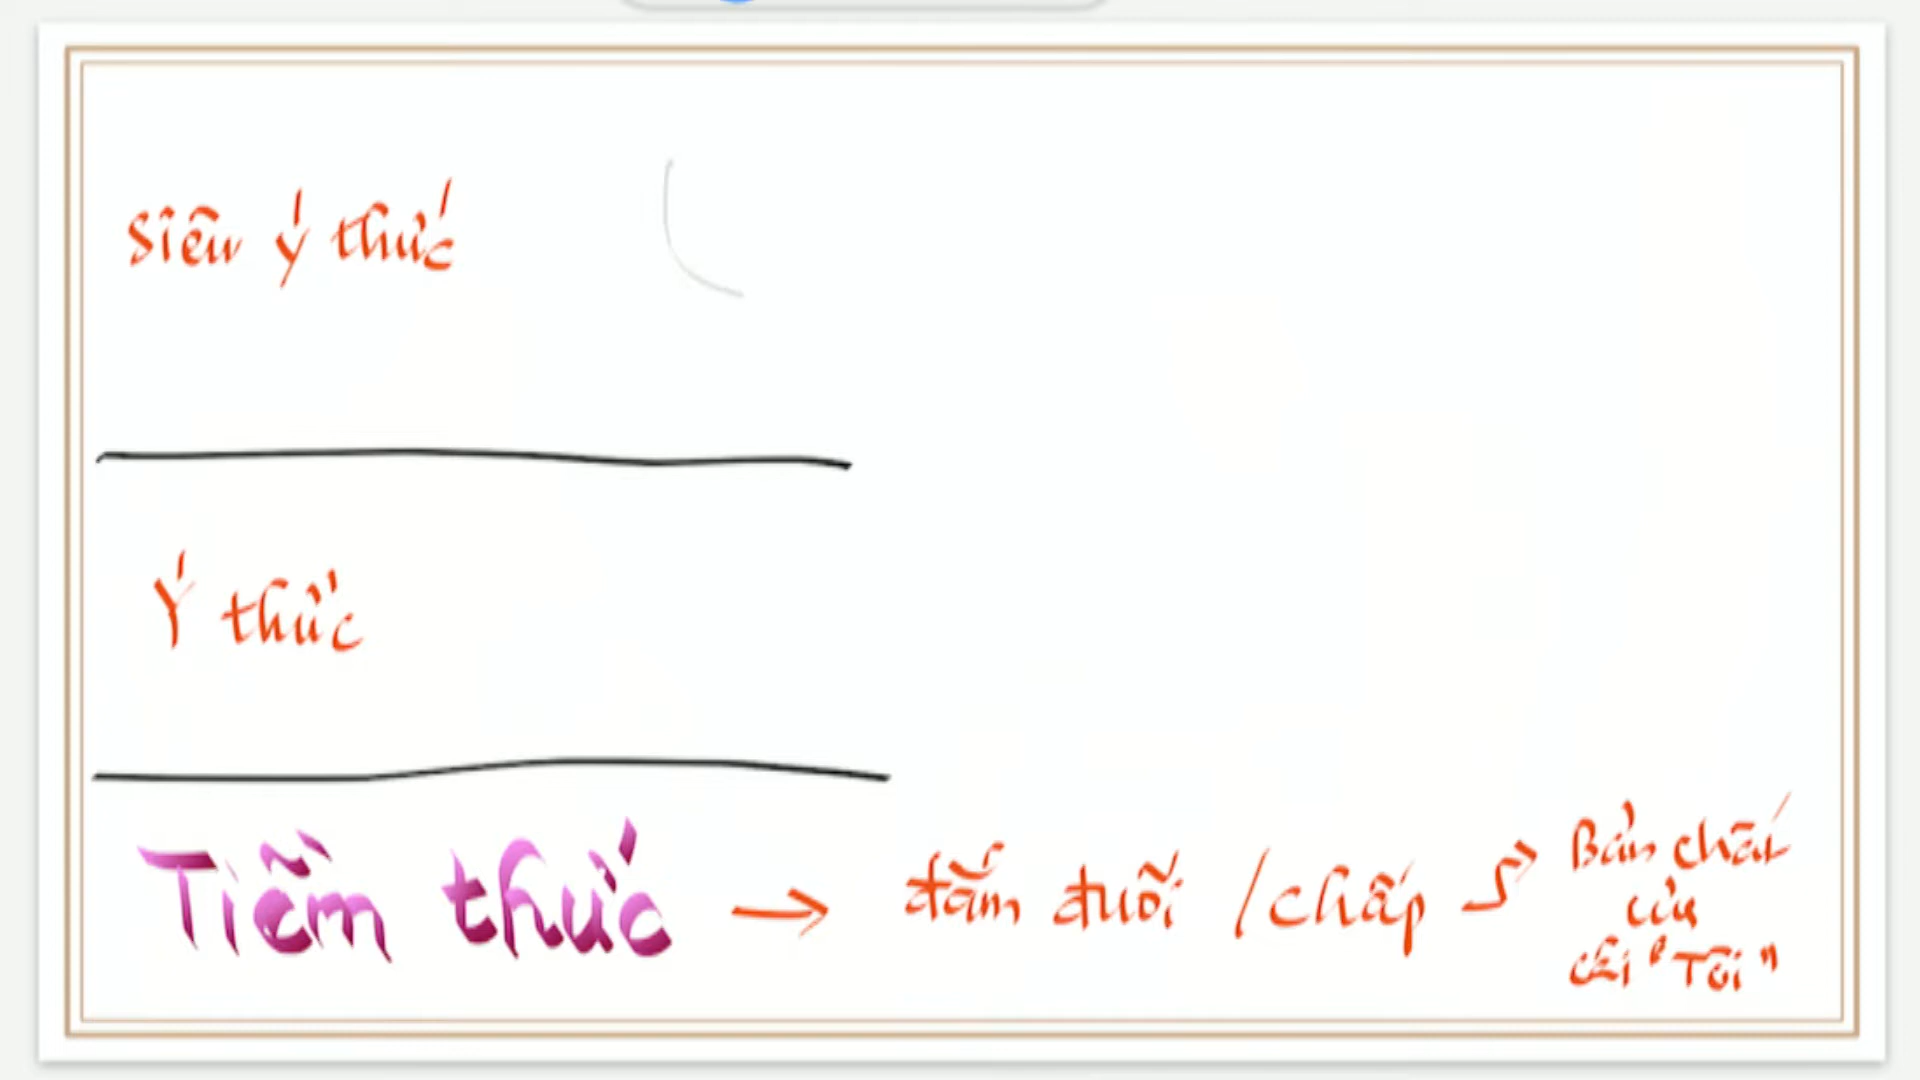 Siêu ý thức
Ý thức
Tiềm thức → đắm đuối / chấp → Bản chất
của
cái "Tôi"